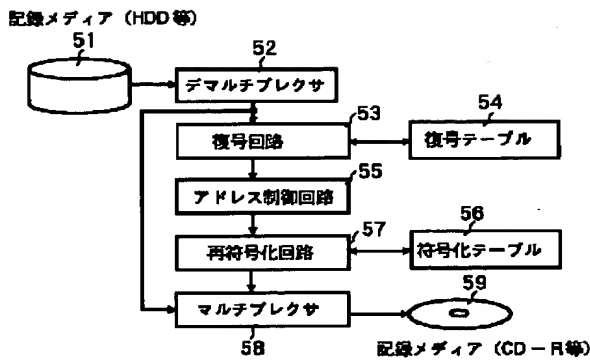 記録メディア（HDD等）
51
52
デマルチプレクサ
53
54
復号回路
復号テーブル
55
アドレス制御回路
56
57
再符号化回路
符号化テーブル
59
マルチプレクサ
58
記録メディア（CD－R等）